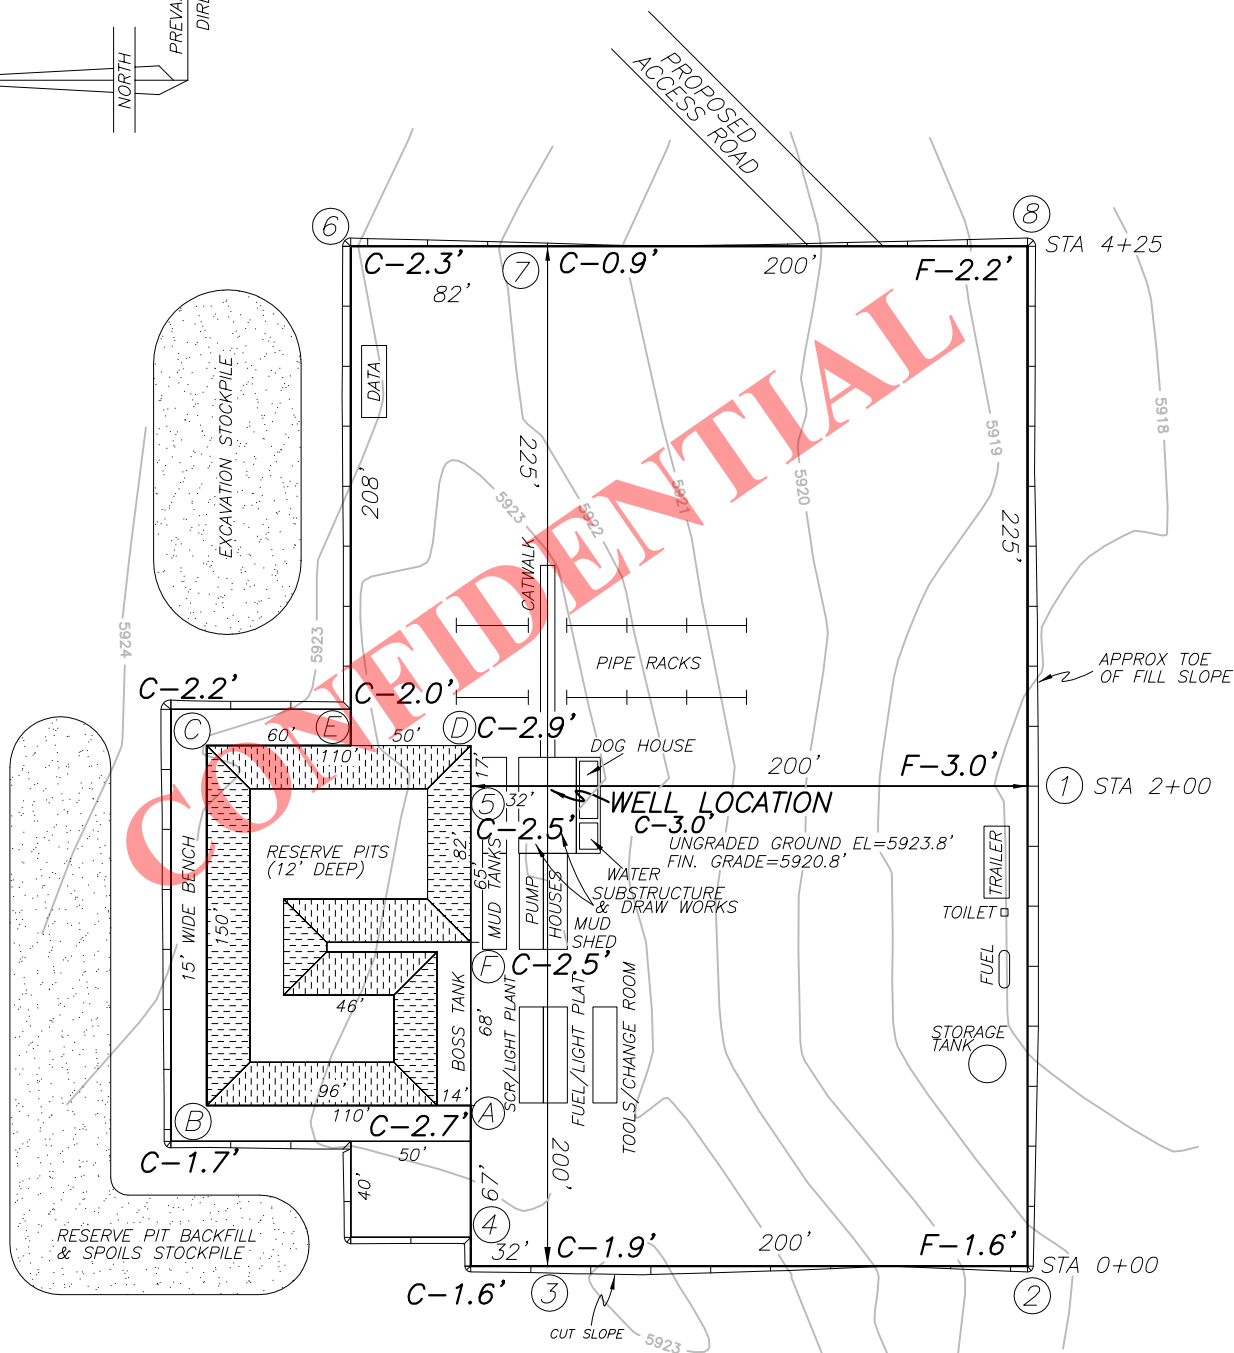 PREVA
DIRE
NORTH
PROPOSED
ACCESS ROAD
6
8
STA 4+25
C-2.3'
7
C-0.9'
200'
F-2.2'
82'
DATA
EXCAVATION STOCKPILE
208'
225'
5923
5922
5921
5920
5919
5918
225'
CATWALK
5924
5923
PIPE RACKS
APPROX TOE
OF FILL SLOPE
CONFIDENTIAL
C-2.2'
C-2.0'
C
E
D
C-2.9'
60'
50'
110'
17'
DOG HOUSE
200'
F-3.0'
1
STA 2+00
5
32'
WELL LOCATION
C-2.5'
C-3.0'
UNGRADED GROUND EL=5923.8'
FIN. GRADE=5920.8'
RESERVE PITS
(12' DEEP)
82'
65'
MUD TANKS
PUMP
HOUSES
WATER
SUBSTRUCTURE
& DRAW WORKS
MUD
SHED
TRAILER
TOILET
FUEL
STORAGE
TANK
15' WIDE BENCH
150'
F
C-2.5'
46'
BOSS TANK
68'
SCR/LIGHT PLANT
FUEL/LIGHT PLAT
TOOLS/CHANGE ROOM
96'
14'
110'
B
A
C-2.7'
C-1.7'
50'
40'
67'
200'
4
32'
C-1.9'
200'
F-1.6'
STA 0+00
RESERVE PIT BACKFILL
& SPOILS STOCKPILE
C-1.6'
3
2
CUT SLOPE
5923